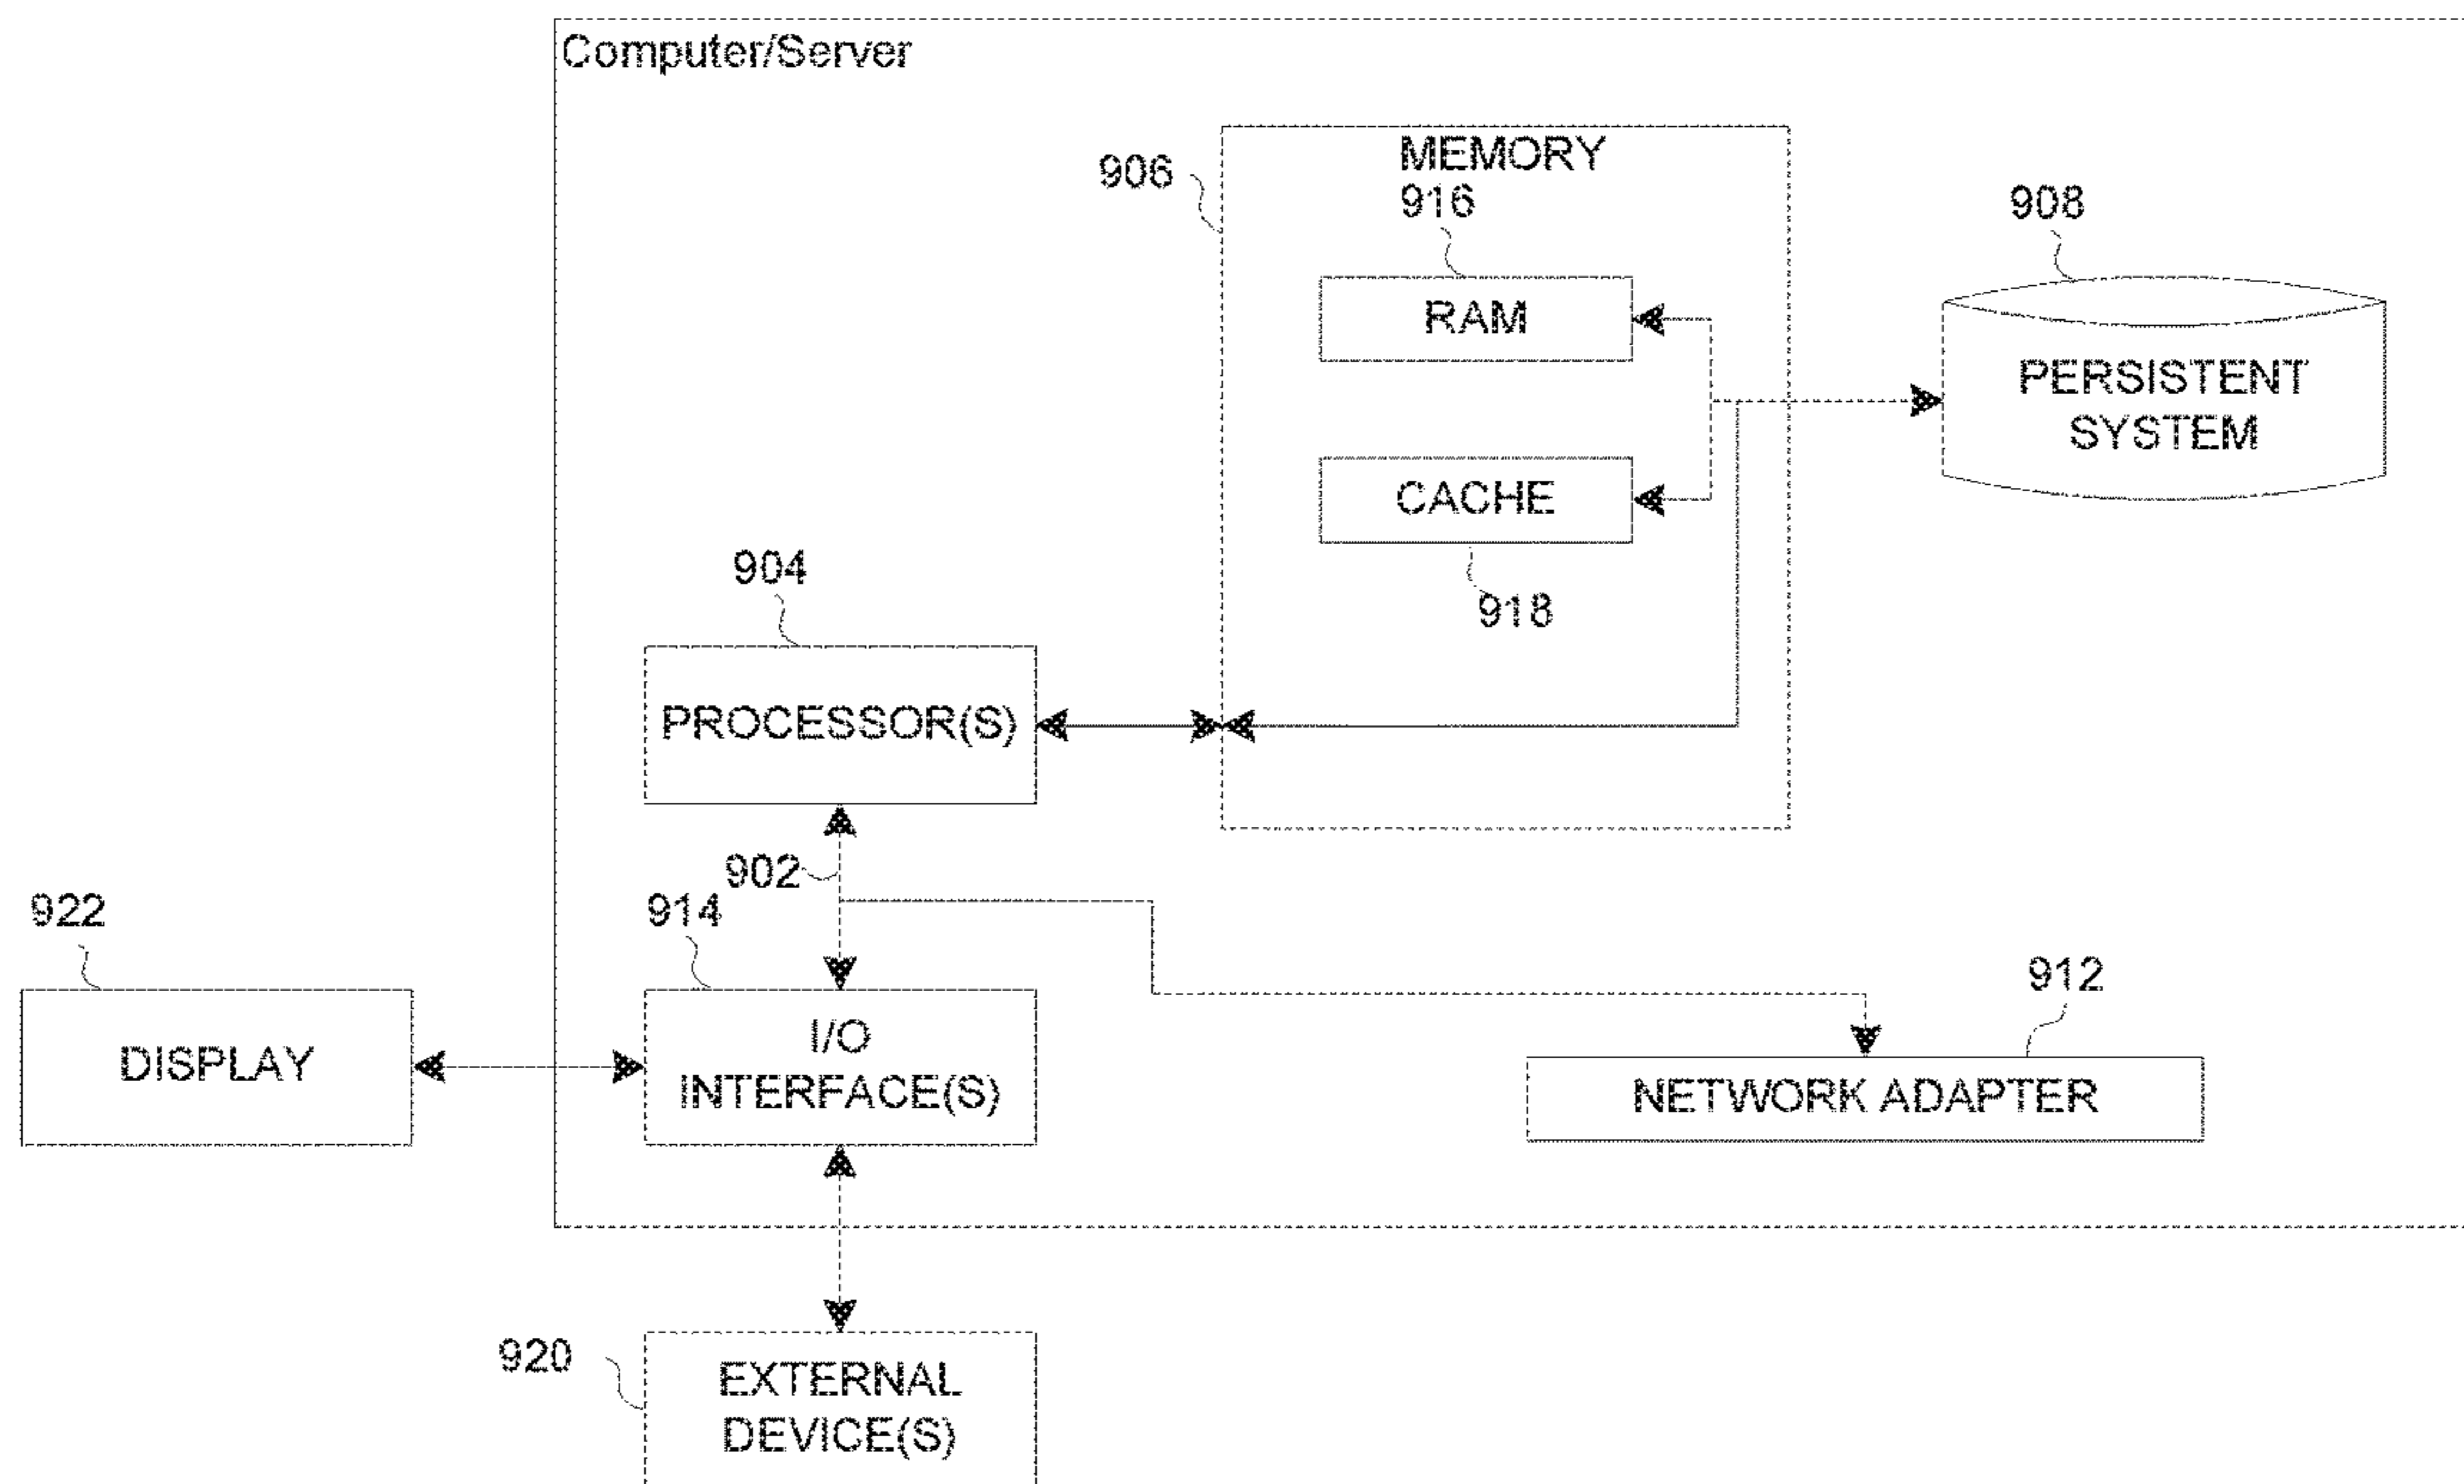 Computer/Server
MEMORY
906
916
908
RAM
PERSISTENT
SYSTEM
CACHE
904
918
PROCESSOR(S)
902
922
914
912
I/O
INTERFACE(S)
DISPLAY
NETWORK ADAPTER
920
EXTERNAL
DEVICE(S)